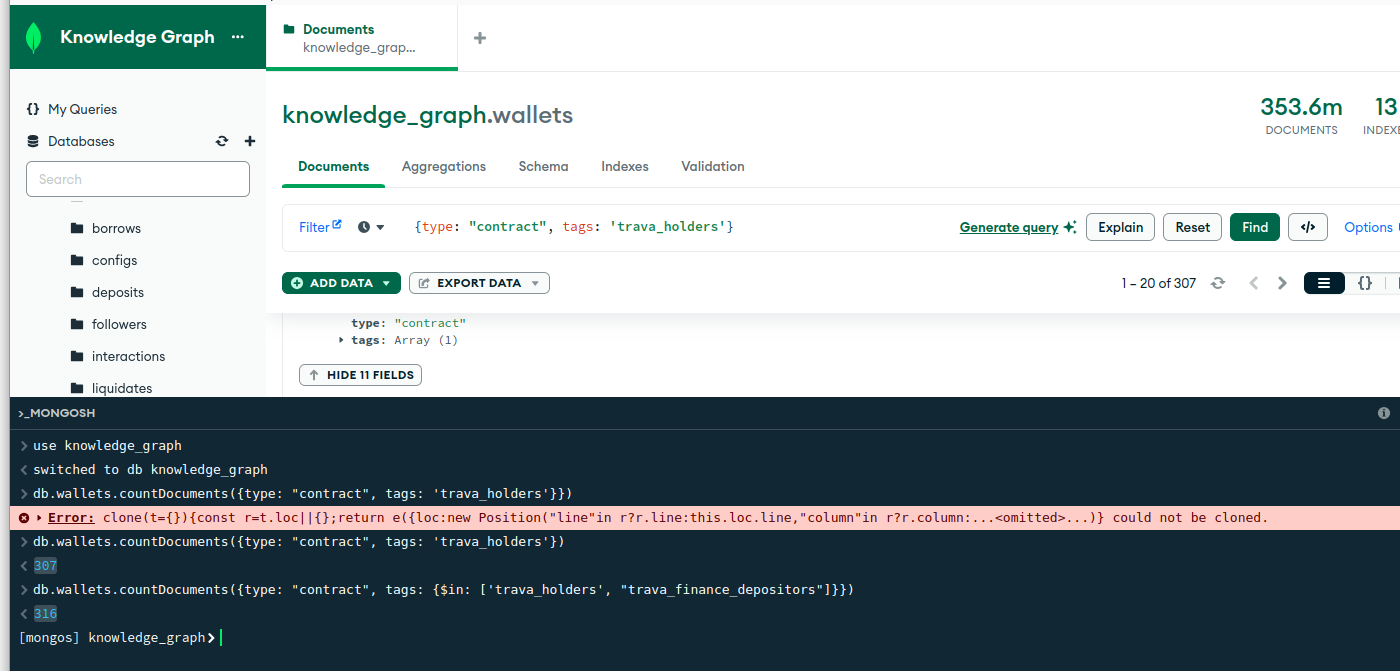 Knowledge Graph ...
Documents
knowledge_grap...
My Queries
Databases
Search
borrows
configs
deposits
followers
interactions
liquidates
knowledge_graph.wallets
353.6m
DOCUMENTS
13
INDEXE
Documents Aggregations Schema Indexes Validation
Filter {type: "contract", tags: 'trava_holders'} Generate query Explain Reset Find </> Options
ADD DATA EXPORT DATA 1 – 20 of 307 {}
type: "contract"
tags: Array (1)
HIDE 11 FIELDS
>_MONGOSH
> use knowledge_graph
< switched to db knowledge_graph
> db.wallets.countDocuments({type: "contract", tags: 'trava_holders'}})
Error: clone(t={}){const r=t.loc||{};return e({loc:new Position("line"in r?r.line:this.loc.line,"column"in r?r.column:...<omitted>...)} could not be cloned.
> db.wallets.countDocuments({type: "contract", tags: 'trava_holders'})
< 307
> db.wallets.countDocuments({type: "contract", tags: {$in: ['trava_holders', "trava_finance_depositors"]}})
< 316
[mongos] knowledge_graph>